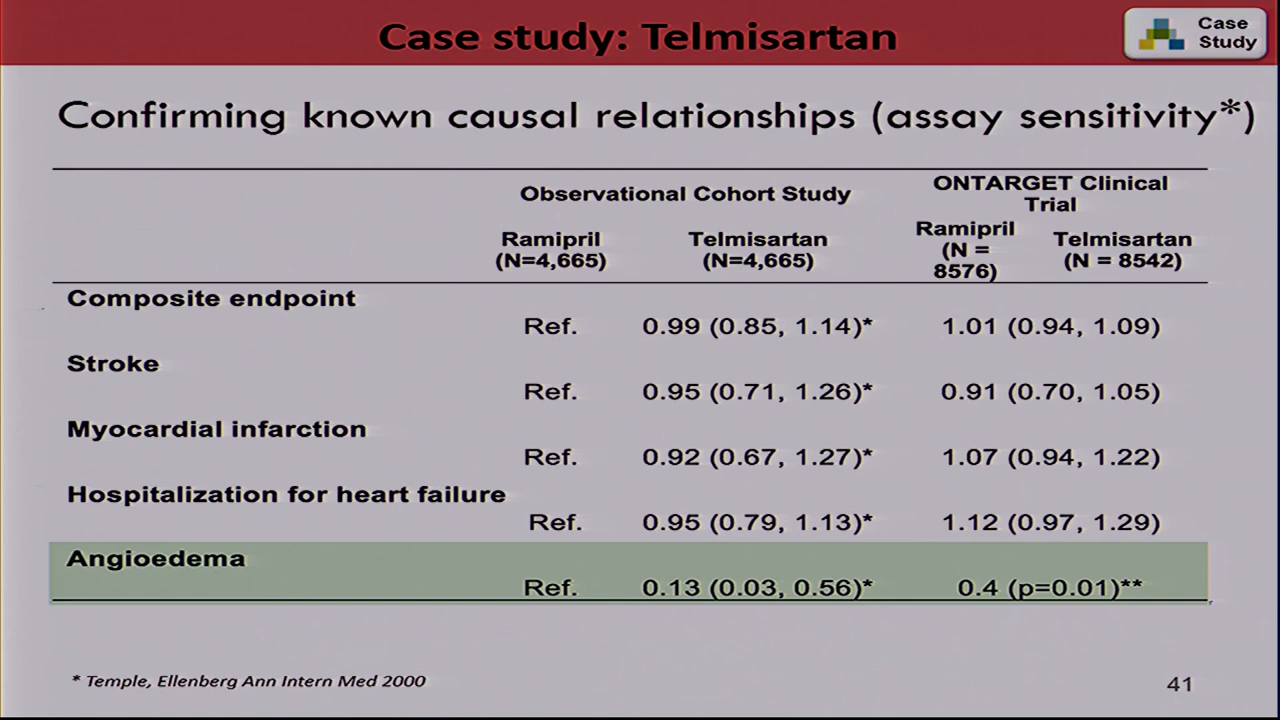 Case study: Telmisartan
Case
Study
Confirming known causal relationships (assay sensitivity*)
Observational Cohort Study
ONTARGET Clinical
Trial
Ramipril
(N=4,665)
Telmisartan
(N=4,665)
Ramipril
(N =
8576)
Telmisartan
(N = 8542)
Composite endpoint
Ref. 0.99 (0.85, 1.14)* 1.01 (0.94, 1.09)
Stroke
Ref. 0.95 (0.71, 1.26)* 0.91 (0.70, 1.05)
Myocardial infarction
Ref. 0.92 (0.67, 1.27)* 1.07 (0.94, 1.22)
Hospitalization for heart failure
Ref. 0.95 (0.79, 1.13)* 1.12 (0.97, 1.29)
Angioedema
Ref. 0.13 (0.03, 0.56)* 0.4 (p=0.01)**
* Temple, Ellenberg Ann Intern Med 2000
41